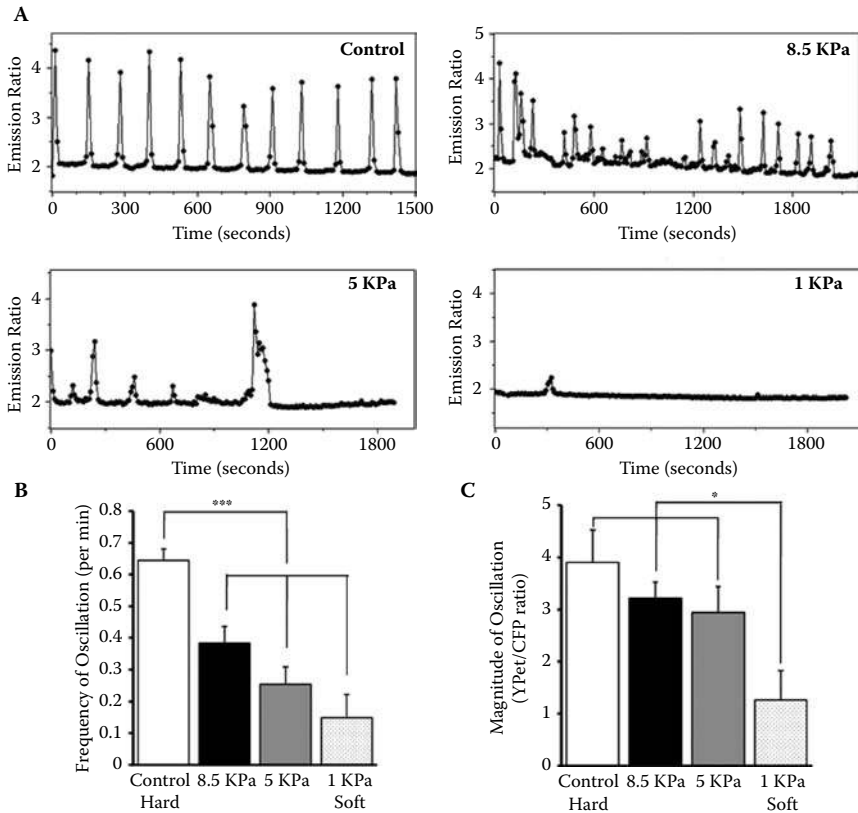 A
Control
Emission Ratio
4
3
2
0 300 600 900 1200 1500
Time (seconds)
8.5 KPa
Emission Ratio
5
4
3
2
0 600 1200 1800
Time (seconds)
5 KPa
Emission Ratio
4
3
2
0 600 1200 1800
Time (seconds)
1 KPa
Emission Ratio
4
3
2
0 600 1200 1800
Time (seconds)
B
***
Frequency of Oscillation (per min)
0.8
0.7
0.6
0.5
0.4
0.3
0.2
0.1
0
Control 8.5 KPa 5 KPa 1 KPa
Hard Soft
C
*
Magnitude of Oscillation
(YPet/CFP ratio)
5
4
3
2
1
0
Control 8.5 KPa 5 KPa 1 KPa
Hard Soft